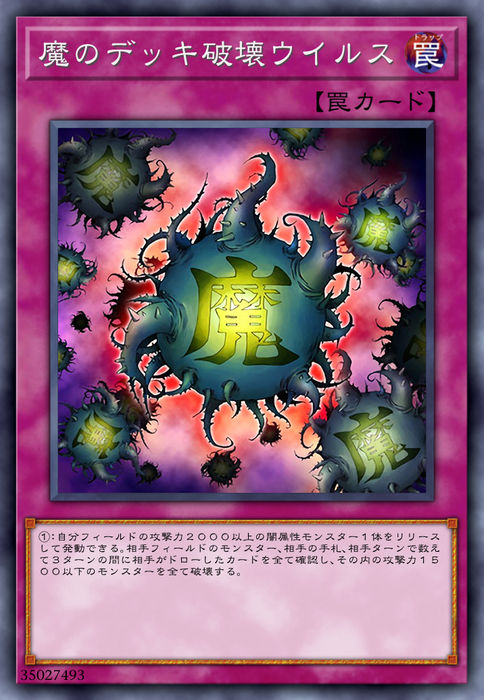 魔のデッキ破壊ウイルス
トラップ
罠
【罠カード】
魔
魔
魔
魔
①:自分フィールドの攻撃力２０００以上の闇属性モンスター１体をリリース
して発動できる。相手フィールドのモンスター、相手の手札、相手ターンで数え
て３ターンの間に相手がドローしたカードを全て確認し、その内の攻撃力１５
００以下のモンスターを全て破壊する。
35027493